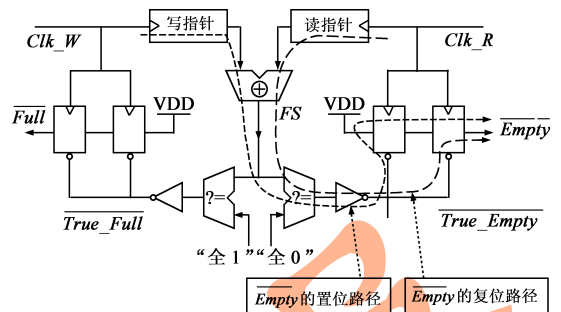 写指针
读指针
Clk_W
Clk_R
Full
VDD
FS
VDD
Empty
?=
?=
True_Full
True_Empty
“全1”“全0”
Empty的置位路径
Empty的复位路径